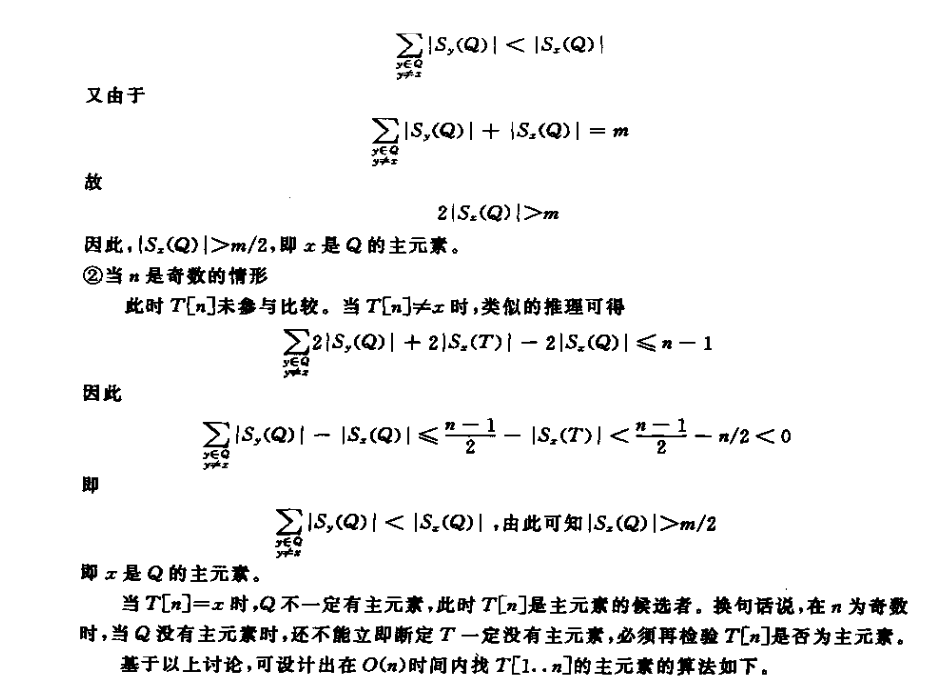 ∑|S_y(Q)| < |S_x(Q)|
y∈Q
y≠x
又由于
∑|S_y(Q)| + |S_x(Q)| = m
y∈Q
y≠x
故
2|S_x(Q)|>m
因此,|S_x(Q)|>m/2,即 x 是 Q 的主元素。
②当 n 是奇数的情形
此时 T[n]未参与比较。当 T[n]≠x 时,类似的推理可得
∑2|S_y(Q)| + 2|S_x(T)| − 2|S_x(Q)| ≤ n − 1
y∈Q
y≠x
因此
∑|S_y(Q)| − |S_x(Q)| ≤ (n − 1)/2 − |S_x(T)| < (n − 1)/2 − n/2 < 0
y∈Q
y≠x
即
∑|S_y(Q)| < |S_x(Q)| ,由此可知|S_x(Q)|>m/2
y∈Q
y≠x
即 x 是 Q 的主元素。
当 T[n]=x 时,Q 不一定有主元素,此时 T[n]是主元素的候选者。换句话说,在 n 为奇数
时,当 Q 没有主元素时,还不能立即断定 T 一定没有主元素,必须再检验 T[n]是否为主元素。
基于以上讨论,可设计出在 O(n)时间内找 T[1..n]的主元素的算法如下。